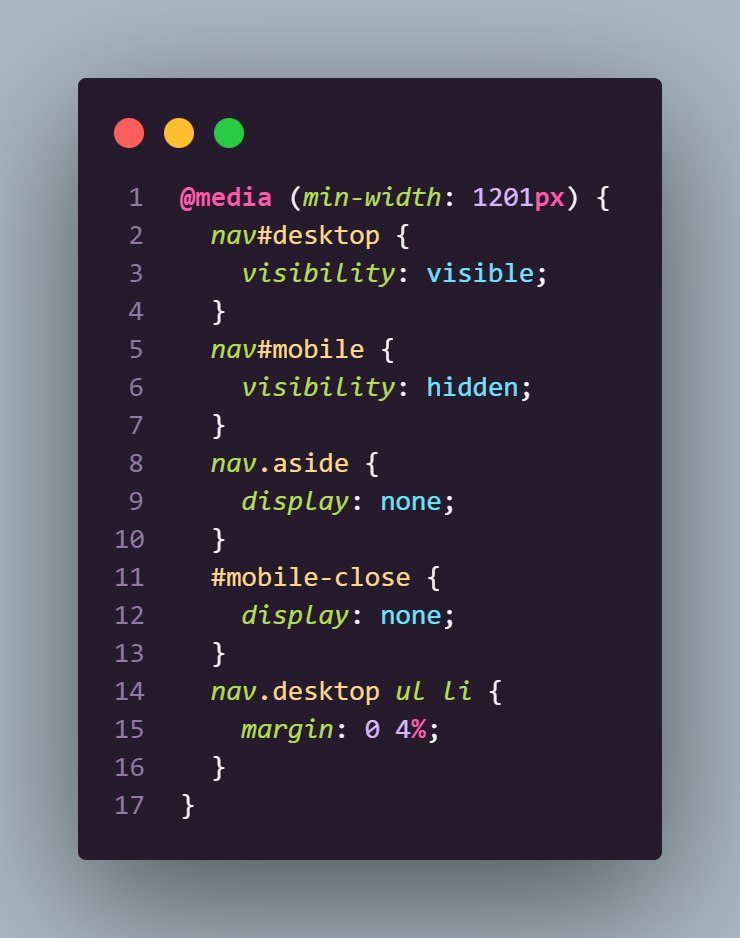 1 @media (min-width: 1201px) {
2 nav#desktop {
3 visibility: visible;
4 }
5 nav#mobile {
6 visibility: hidden;
7 }
8 nav.aside {
9 display: none;
10 }
11 #mobile-close {
12 display: none;
13 }
14 nav.desktop ul li {
15 margin: 0 4%;
16 }
17 }